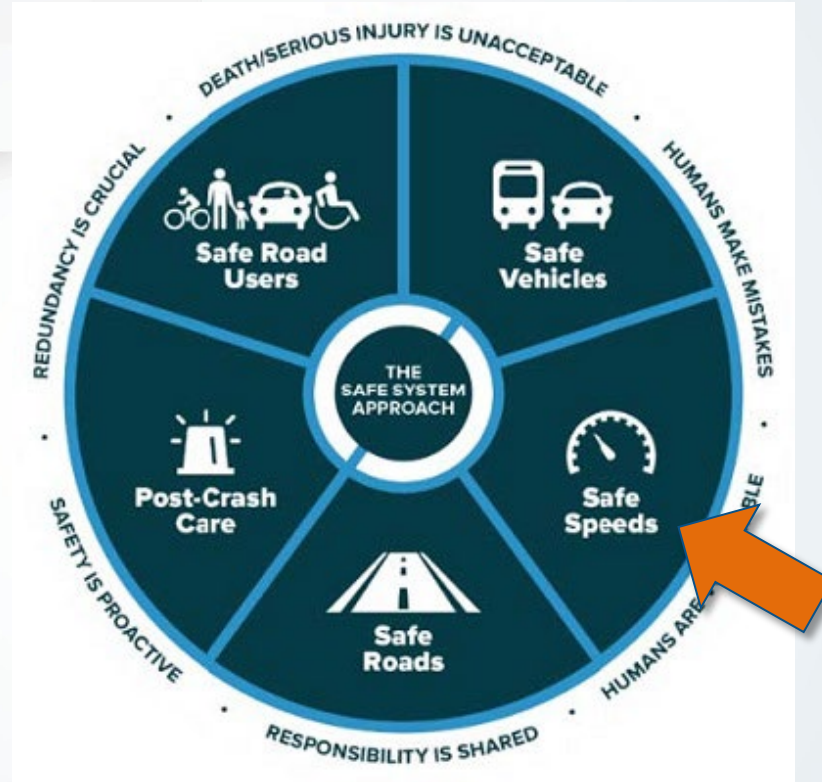 DEATH/SERIOUS INJURY IS UNACCEPTABLE
HUMANS MAKE MISTAKES
HUMANS ARE
RESPONSIBILITY IS SHARED
SAFETY IS PROACTIVE
REDUNDANCY IS CRUCIAL
Safe Road
Users
Safe
Vehicles
THE
SAFE SYSTEM
APPROACH
Safe
Speeds
Post-Crash
Care
Safe
Roads